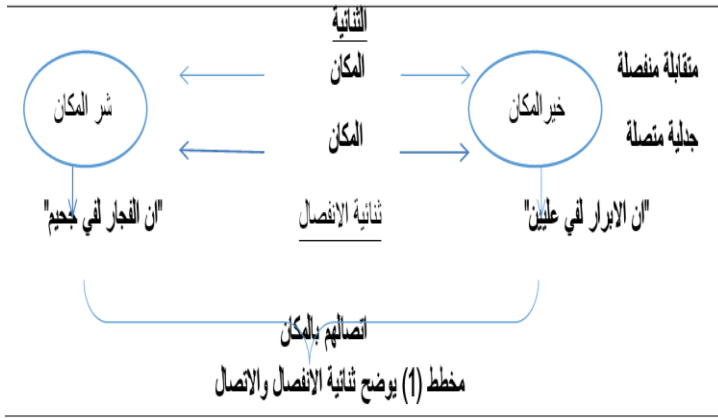 الثنائية
متقابلة منفصلة المكان
خير المكان شر المكان
جدلية متصلة المكان
"ان الابرار لفي عليين" ثنائية الانفصال "ان الفجار لفي جحيم"
اتصالهم بالمكان
مخطط (1) يوضح ثنائية الانفصال والاتصال